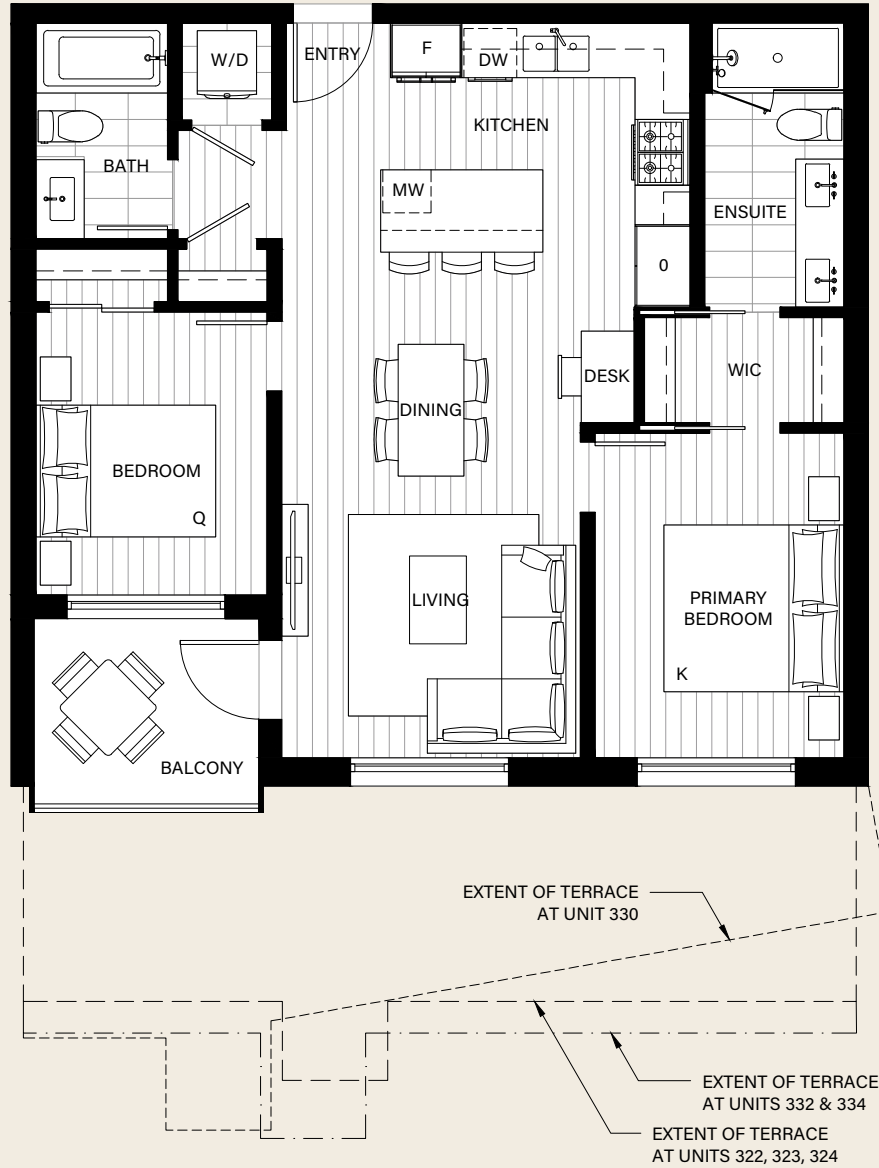 W/D
ENTRY
F
DW
KITCHEN
BATH
MW
ENSUITE
0
WIC
DESK
DINING
BEDROOM
Q
LIVING
PRIMARY
BEDROOM
K
BALCONY
EXTENT OF TERRACE
AT UNIT 330
EXTENT OF TERRACE
AT UNITS 332 & 334
EXTENT OF TERRACE
AT UNITS 322, 323, 324